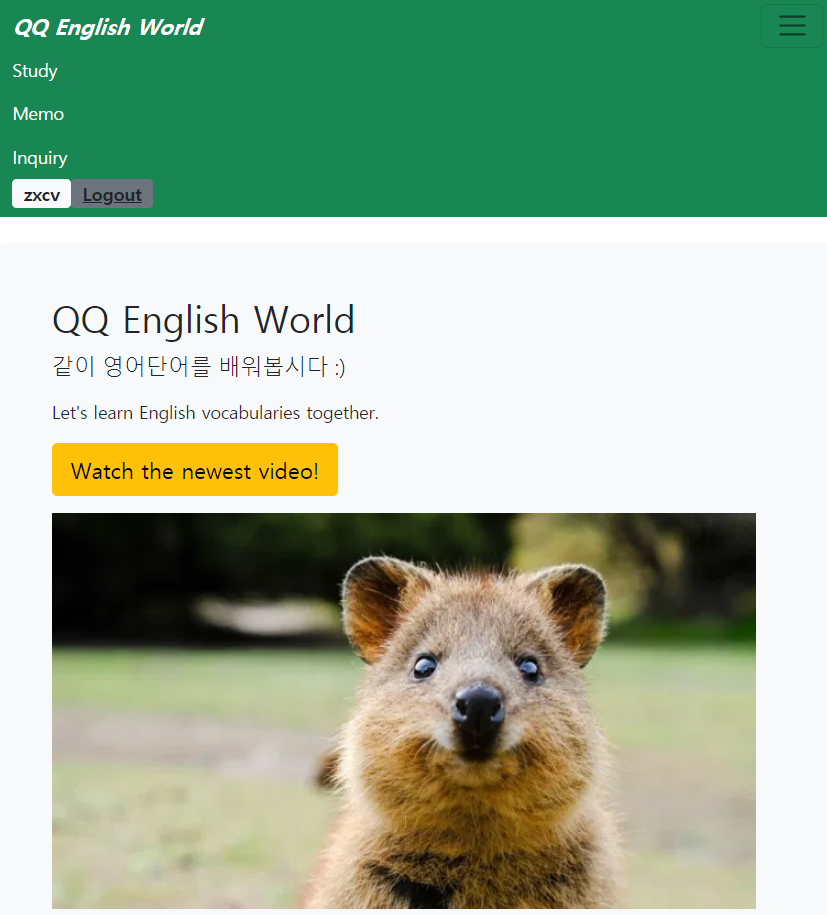 QQ English World
Study
Memo
Inquiry
zxcv Logout
QQ English World
같이 영어단어를 배워봅시다 :)
Let's learn English vocabularies together.
Watch the newest video!